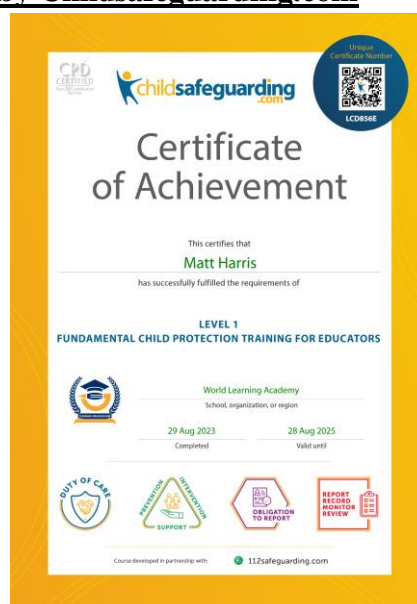 by Childsafeguarding.com
CPD
CERTIFIED
Unique
Certificate Number
LCD856E
childsafeguarding
.com
Certificate
of Achievement
This certifies that
Matt Harris
has successfully fulfilled the requirements of
LEVEL 1
FUNDAMENTAL CHILD PROTECTION TRAINING FOR EDUCATORS
World Learning Academy
School, organization, or region
29 Aug 2023
28 Aug 2025
Completed
Valid until
DUTY OF CARE
PREVENTION
INTERVENTION
SUPPORT
OBLIGATION
TO REPORT
REPORT
RECORD
MONITOR
REVIEW
Course developed in partnership with:
112safeguarding.com